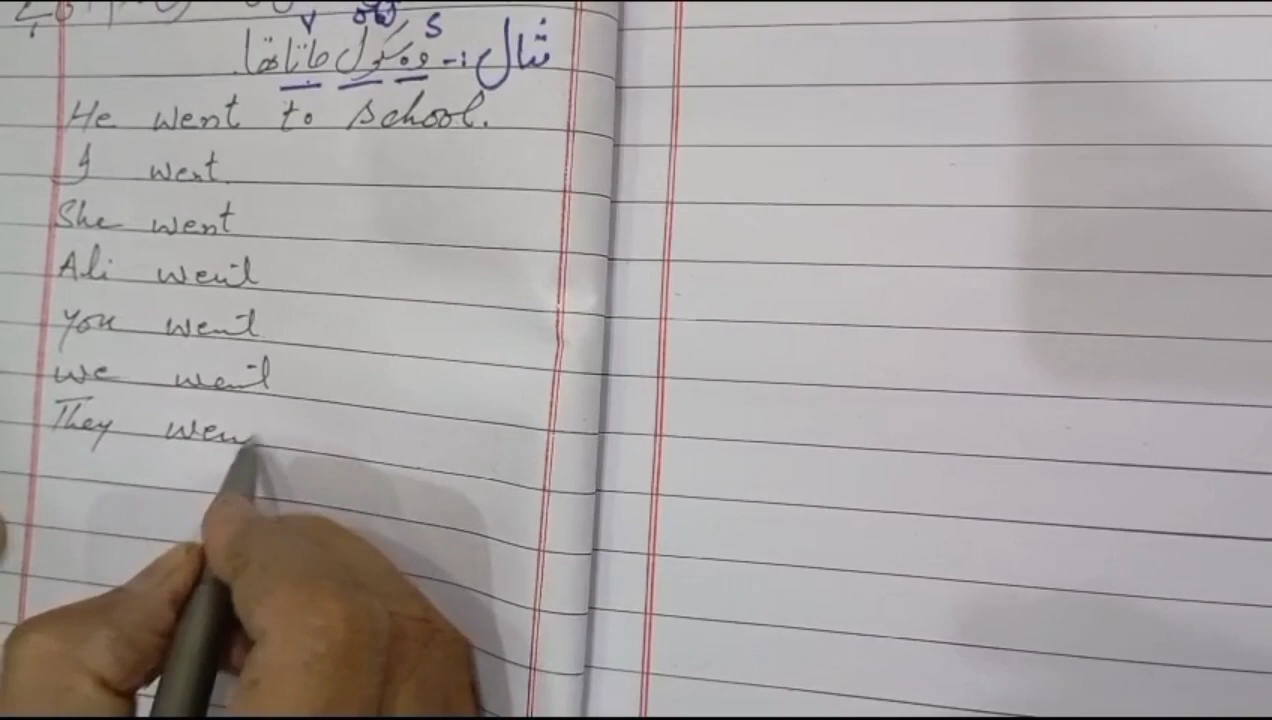 مثال :- وہ سکول جاتا تھا۔
S
V
He went to school.
I went
She went
Ali went
You went
We went
They wen